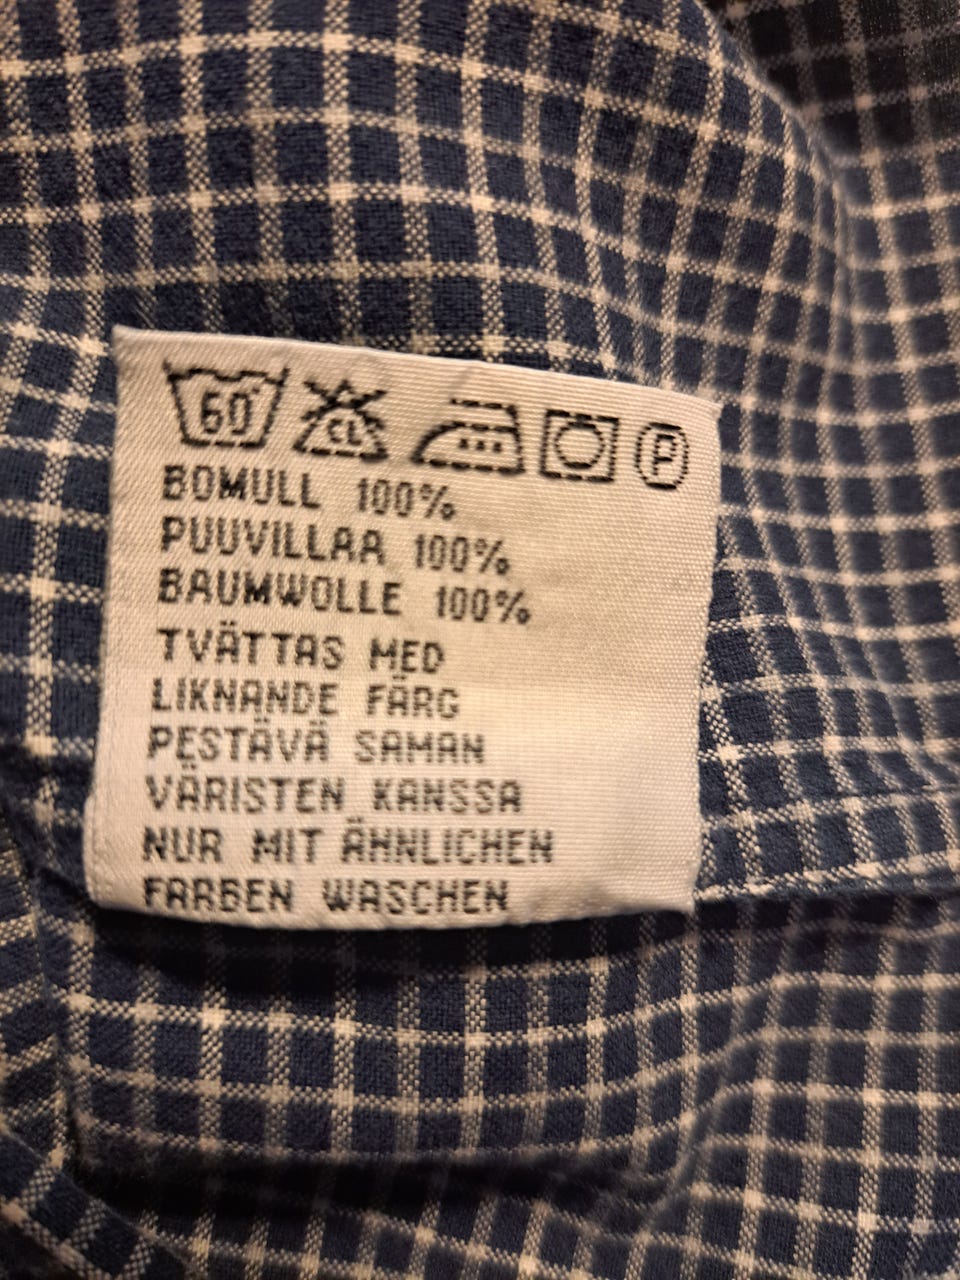 60° CL P
BOMULL 100%
PUUVILLAA 100%
BAUMWOLLE 100%
TVÄTTAS MED
LIKNANDE FÄRG
PESTÄVÄ SAMAN
VÄRISTEN KANSSA
NUR MIT ÄHNLICHEN
FARBEN WASCHEN